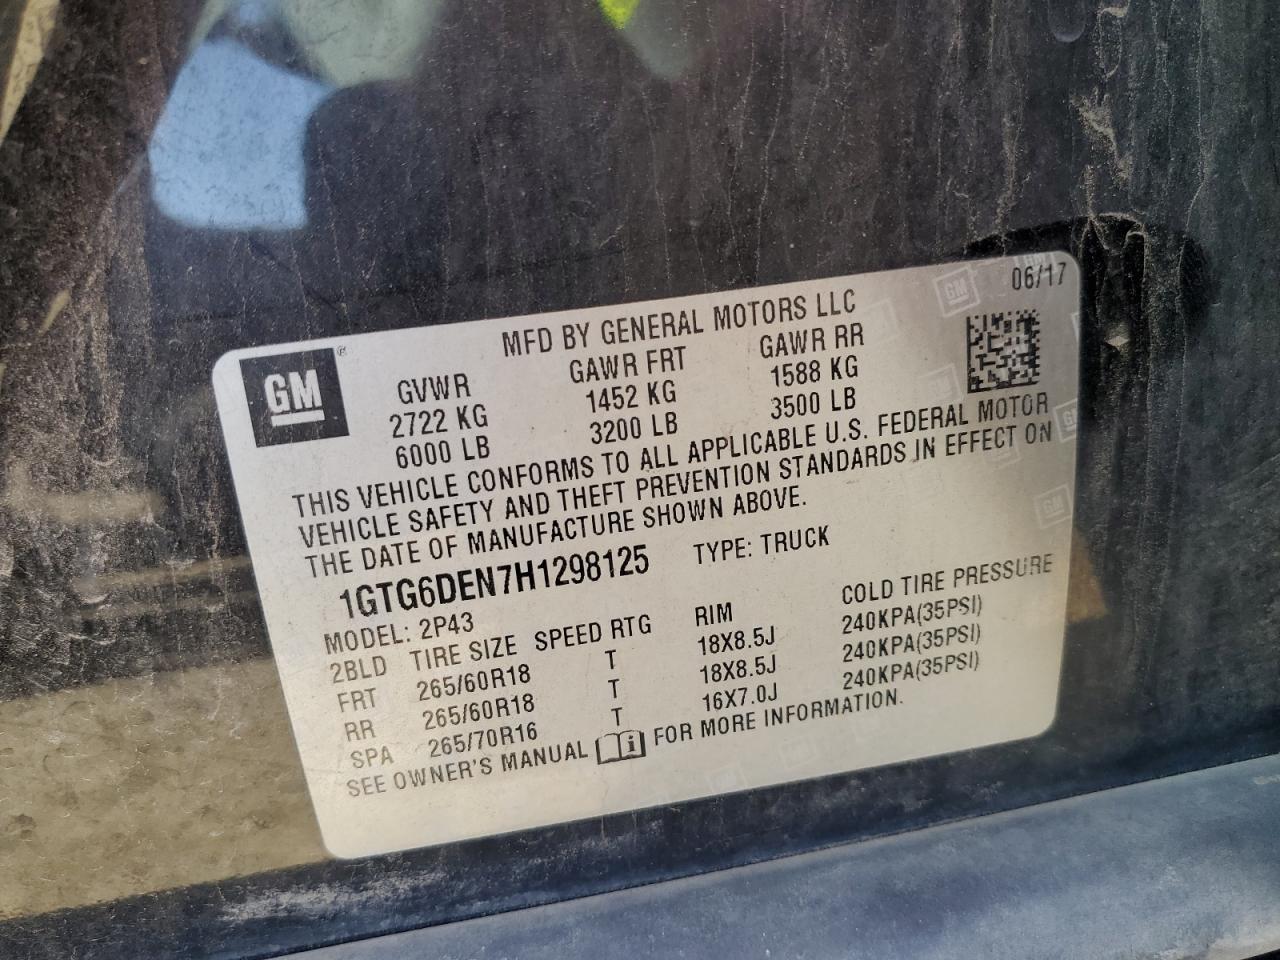 06/17
MFD BY GENERAL MOTORS LLC
GM®
GVWR GAWR FRT GAWR RR
2722 KG 1452 KG 1588 KG
6000 LB 3200 LB 3500 LB
THIS VEHICLE CONFORMS TO ALL APPLICABLE U.S. FEDERAL MOTOR
VEHICLE SAFETY AND THEFT PREVENTION STANDARDS IN EFFECT ON
THE DATE OF MANUFACTURE SHOWN ABOVE.
1GTG6DEN7H1298125 TYPE: TRUCK
MODEL: 2P43
2BLD TIRE SIZE SPEED RTG RIM COLD TIRE PRESSURE
FRT 265/60R18 T 18X8.5J 240KPA(35PSI)
RR 265/60R18 T 18X8.5J 240KPA(35PSI)
SPA 265/70R16 T 16X7.0J 240KPA(35PSI)
SEE OWNER'S MANUAL i FOR MORE INFORMATION.